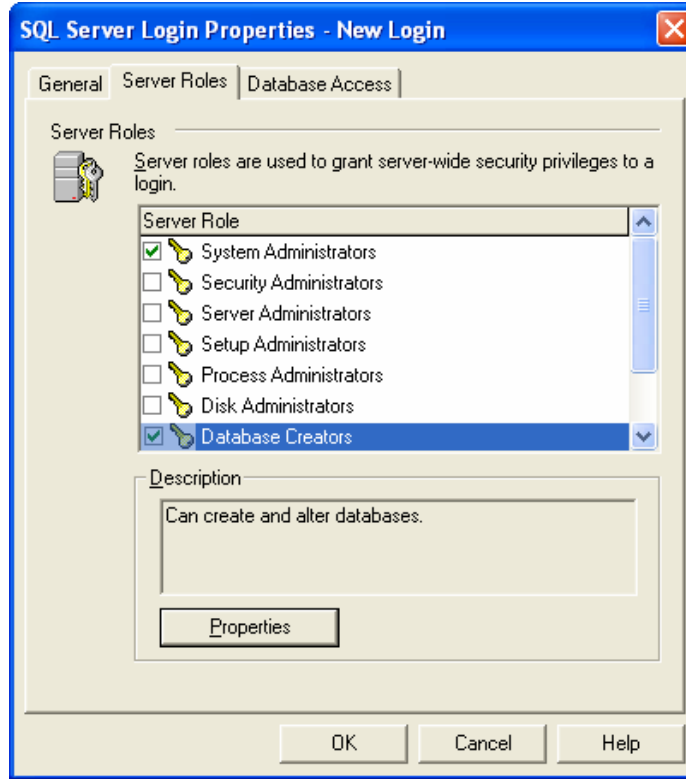 SQL Server Login Properties - New Login
General Server Roles Database Access
Server Roles
Server roles are used to grant server-wide security privileges to a
login.
Server Role
System Administrators
Security Administrators
Server Administrators
Setup Administrators
Process Administrators
Disk Administrators
Database Creators
Description
Can create and alter databases.
Properties
OK Cancel Help